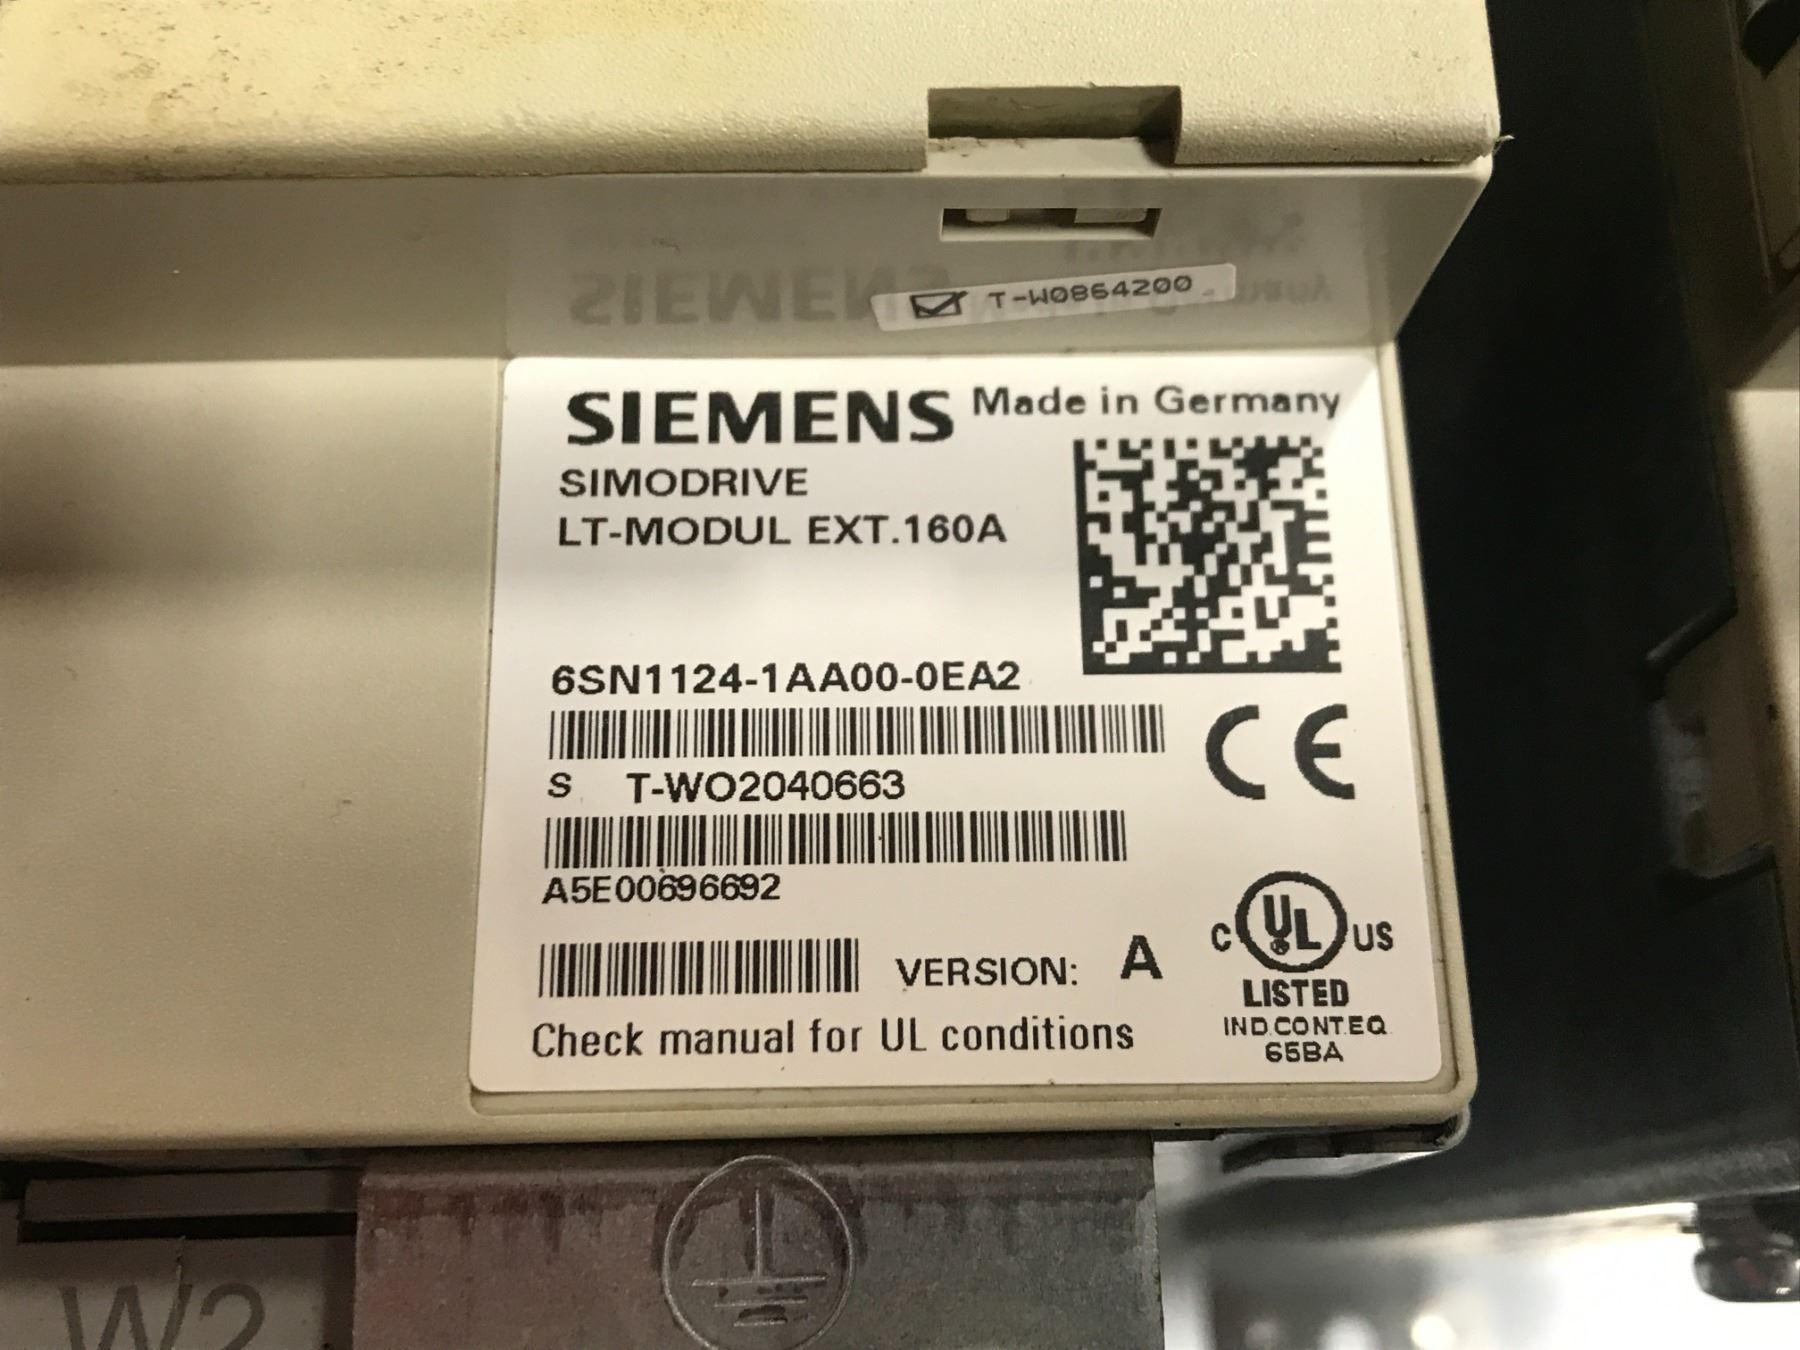 T-W0864200
SIEMENS Made in Germany
SIMODRIVE
LT-MODUL EXT.160A
6SN1124-1AA00-0EA2
S T-WO2040663
A5E00696692
VERSION: A
Check manual for UL conditions
C UL US
LISTED
IND.CONT.EQ.
65BA
CE
W2